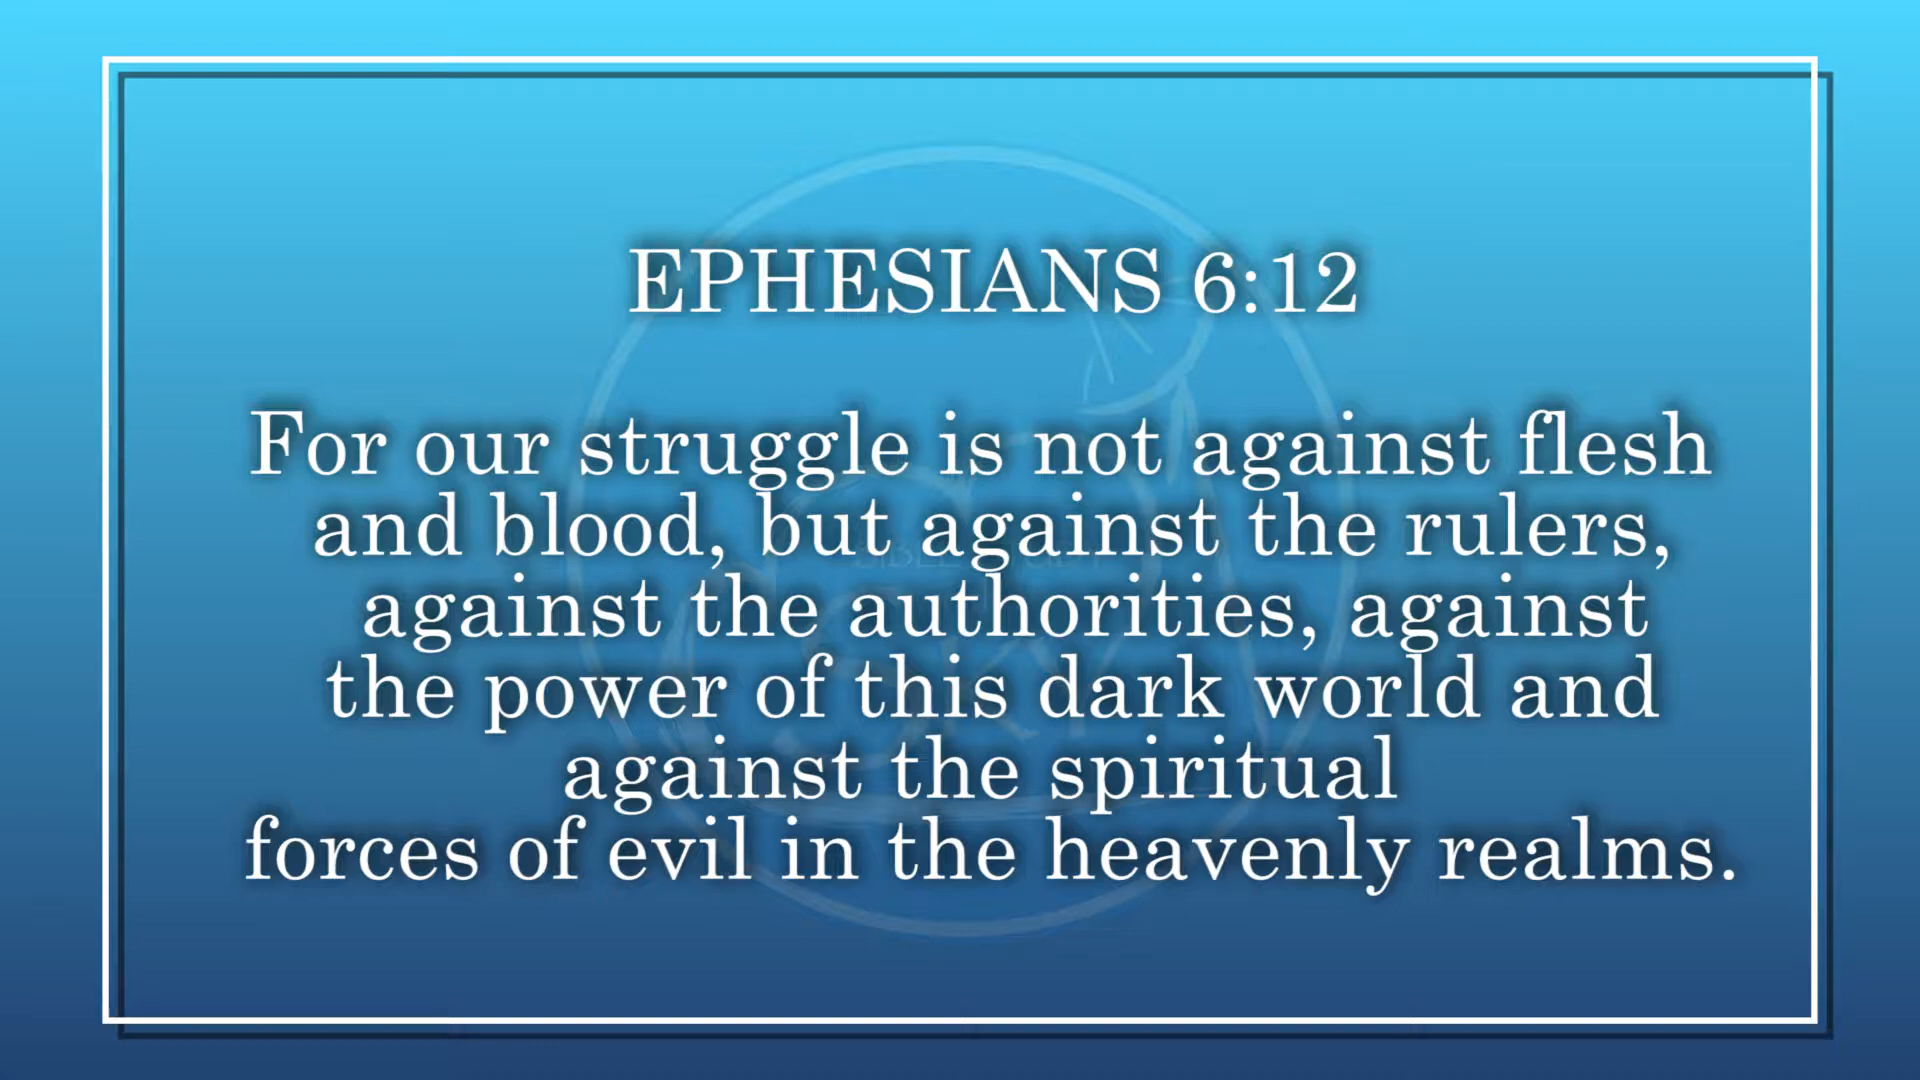 EPHESIANS 6:12
For our struggle is not against flesh
and blood, but against the rulers,
against the authorities, against
the power of this dark world and
against the spiritual
forces of evil in the heavenly realms.